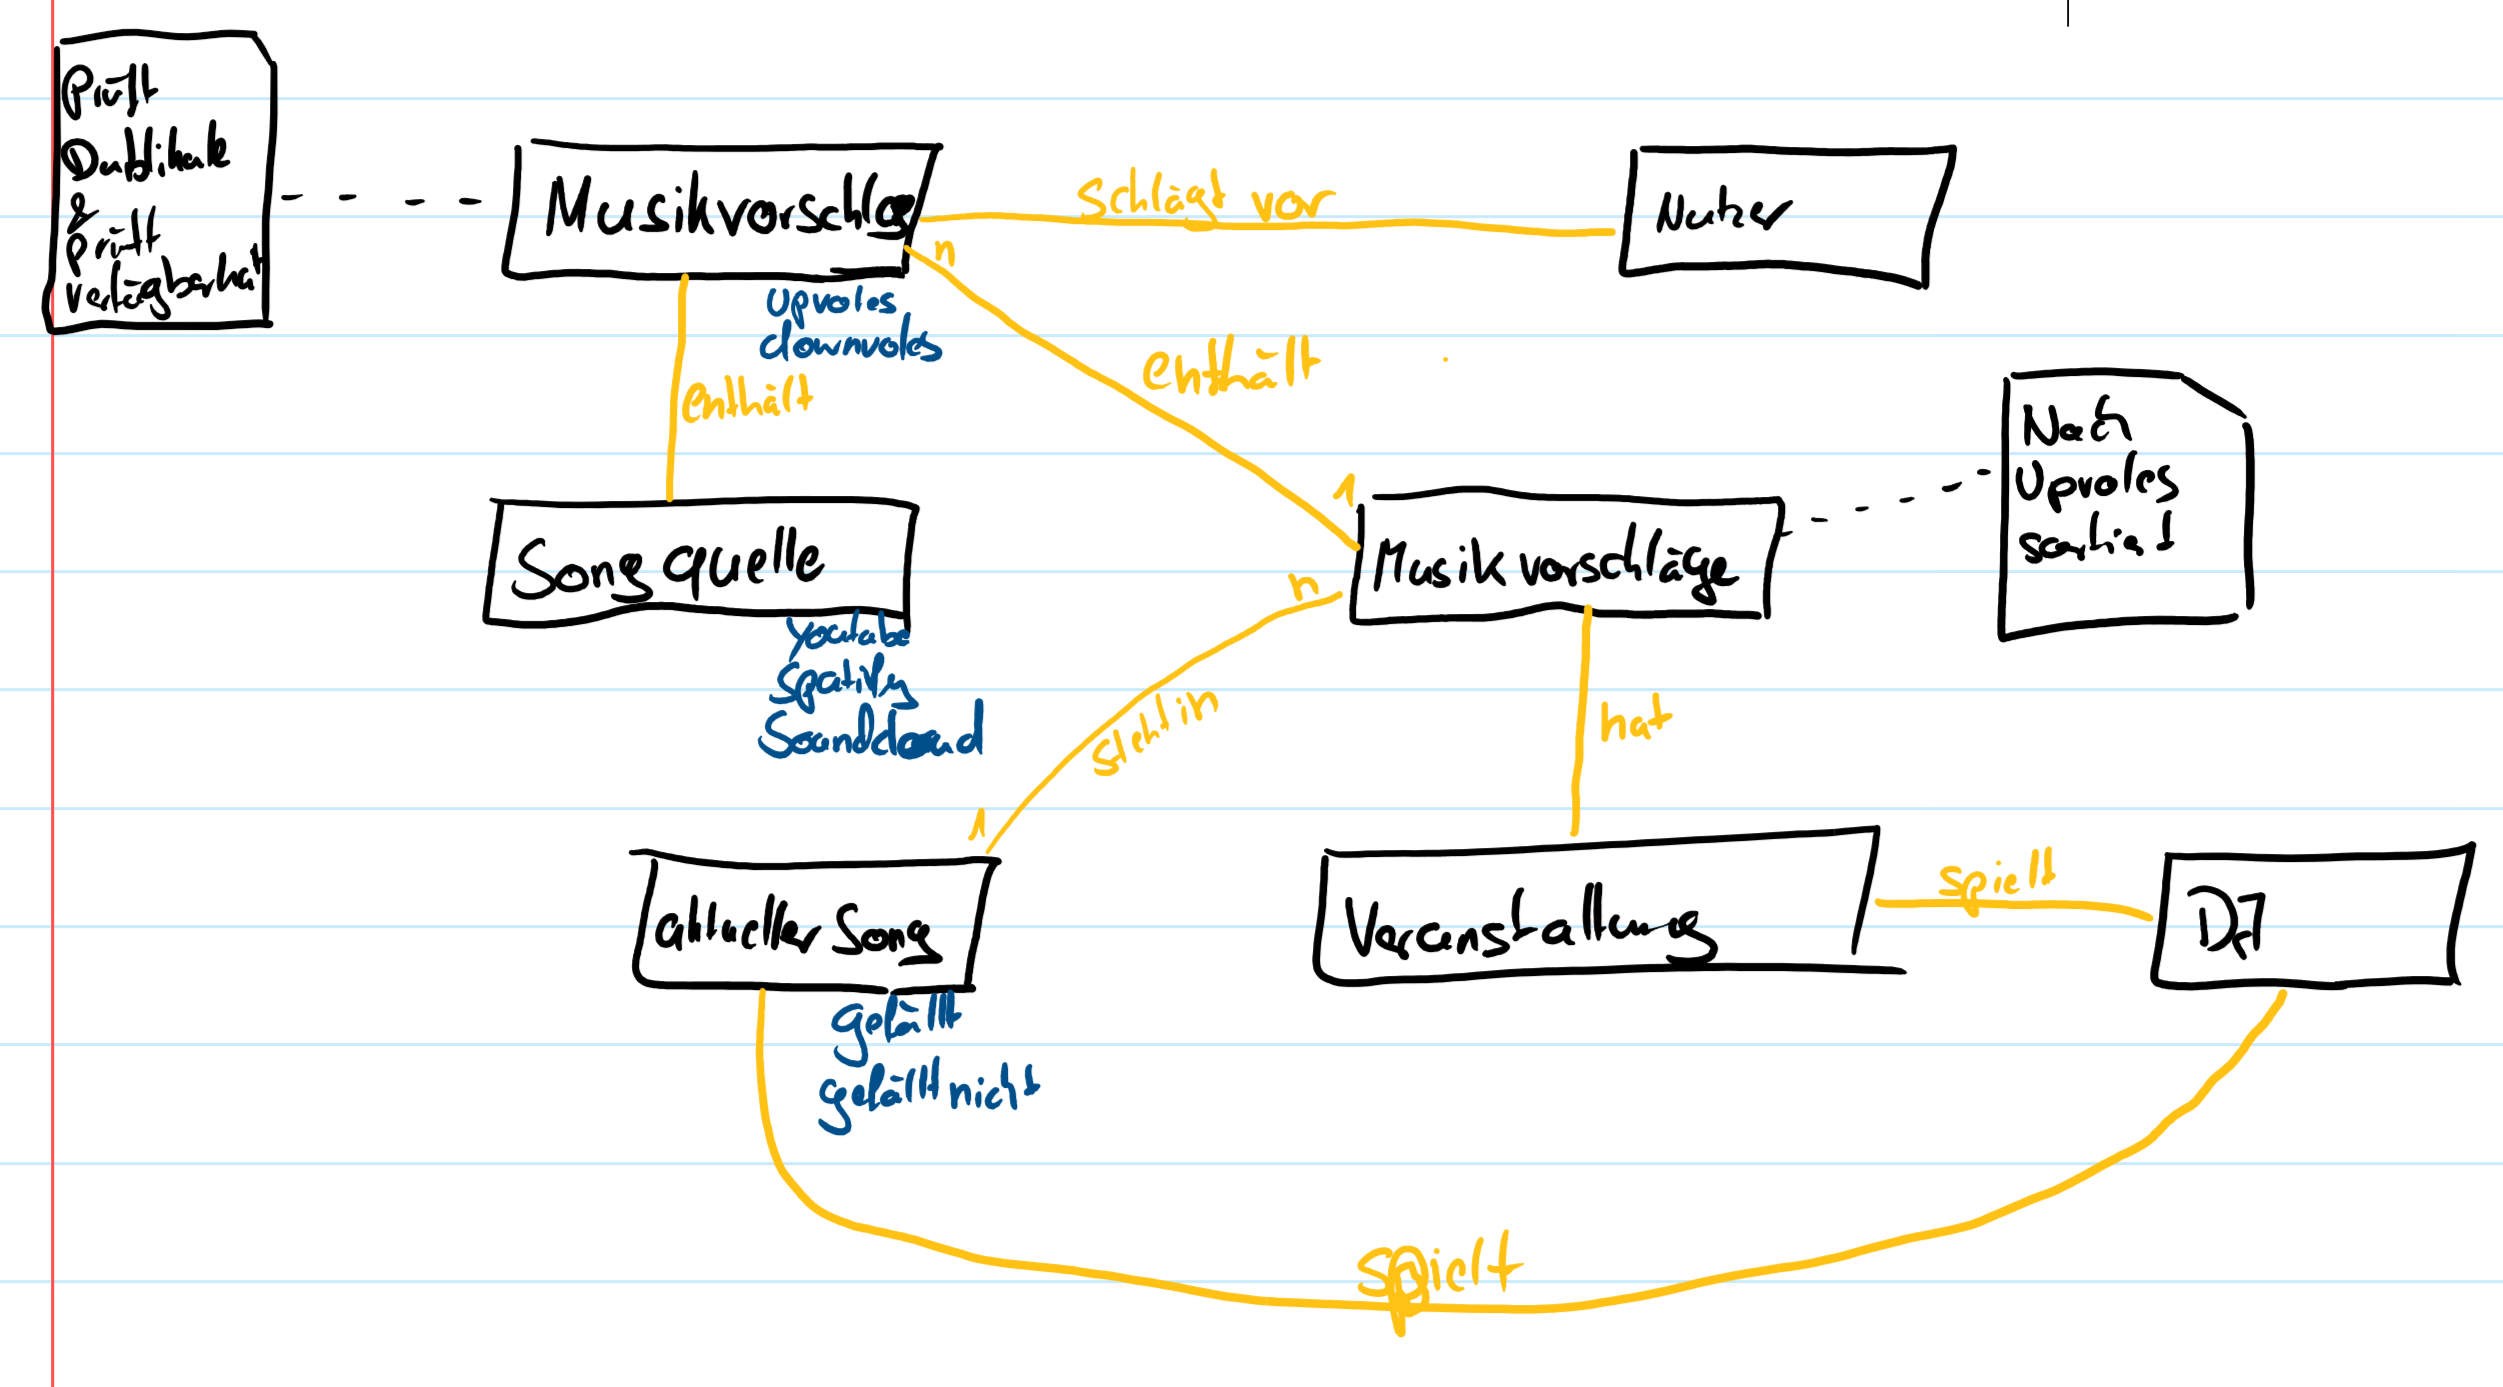 Prüft
Dublikate
&
Prüft
Verfügbarkeit
Musikvorschlag
schlägt vor
Nutzer
n
upvotes
downvotes
enthält
enthält
Nach
Upvotes
sortiert
1
Songquelle
Musikvorschläge
n
youtube
spotify
Soundcloud
steht in
hat
1
aktueller Song
Veranstaltung
spielt
DJ
gefällt
gefällt nicht
spielt